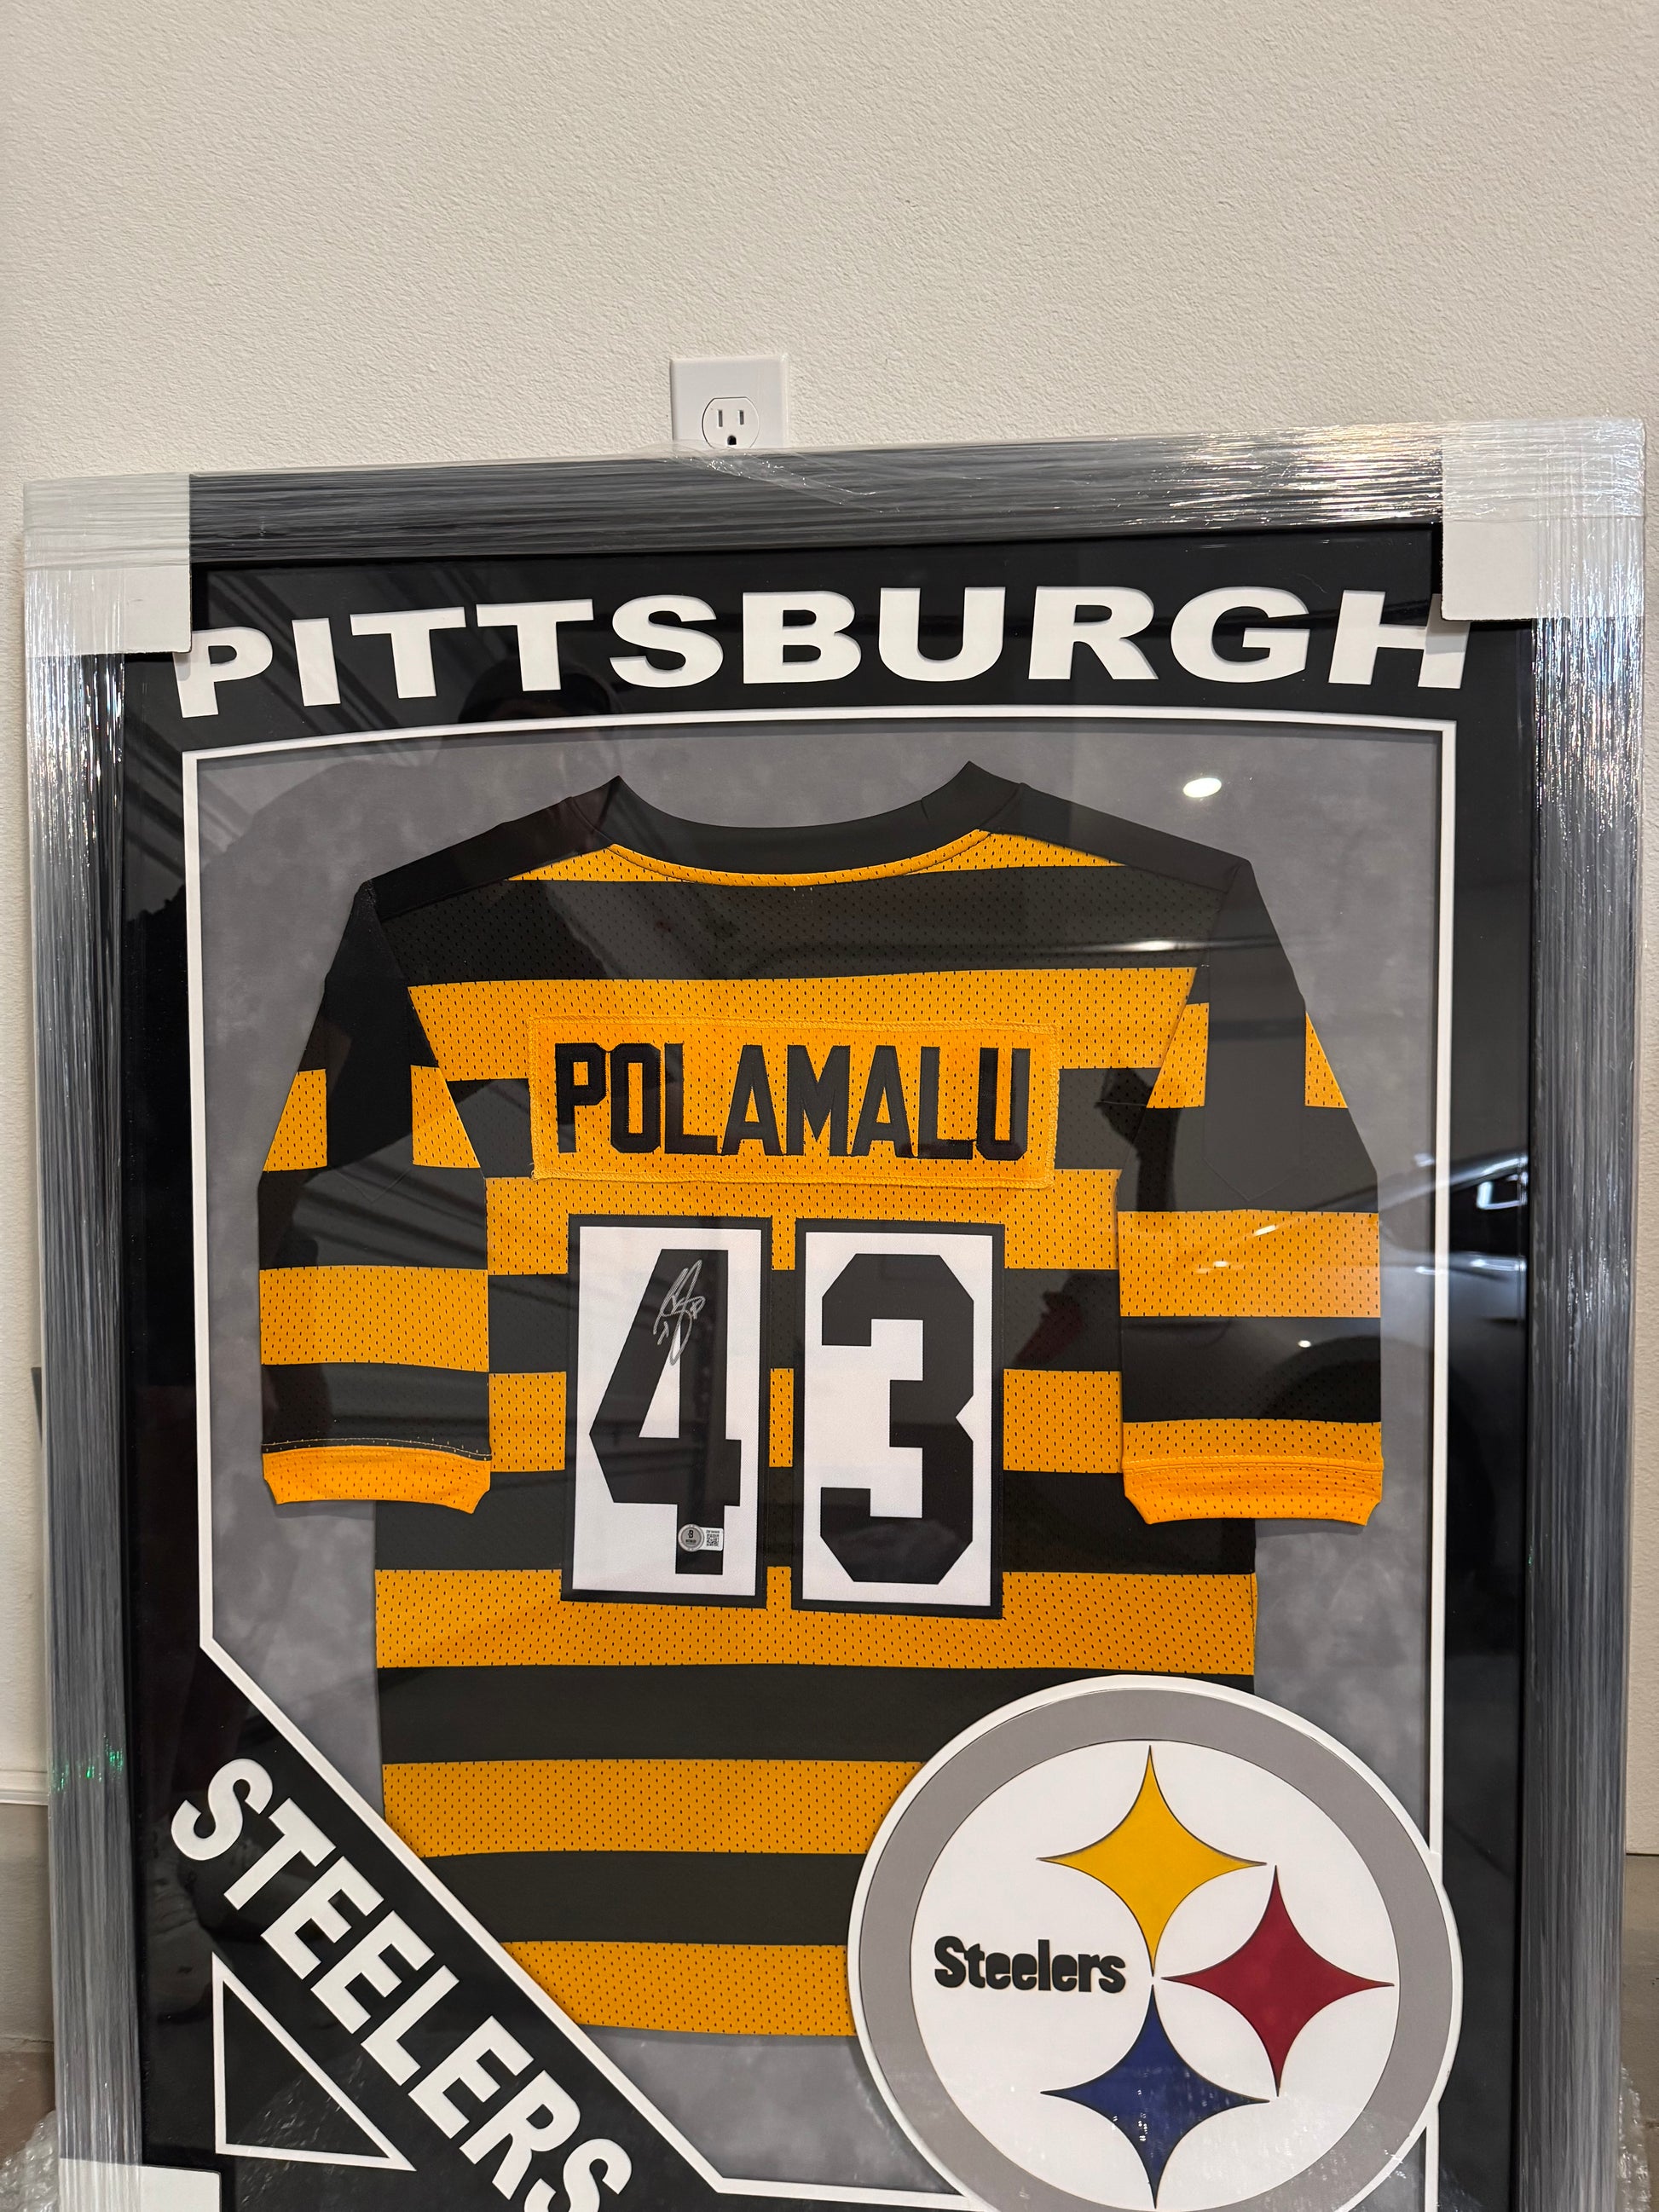 PITTSBURGH
POLAMALU
43
STEELERS
Steelers